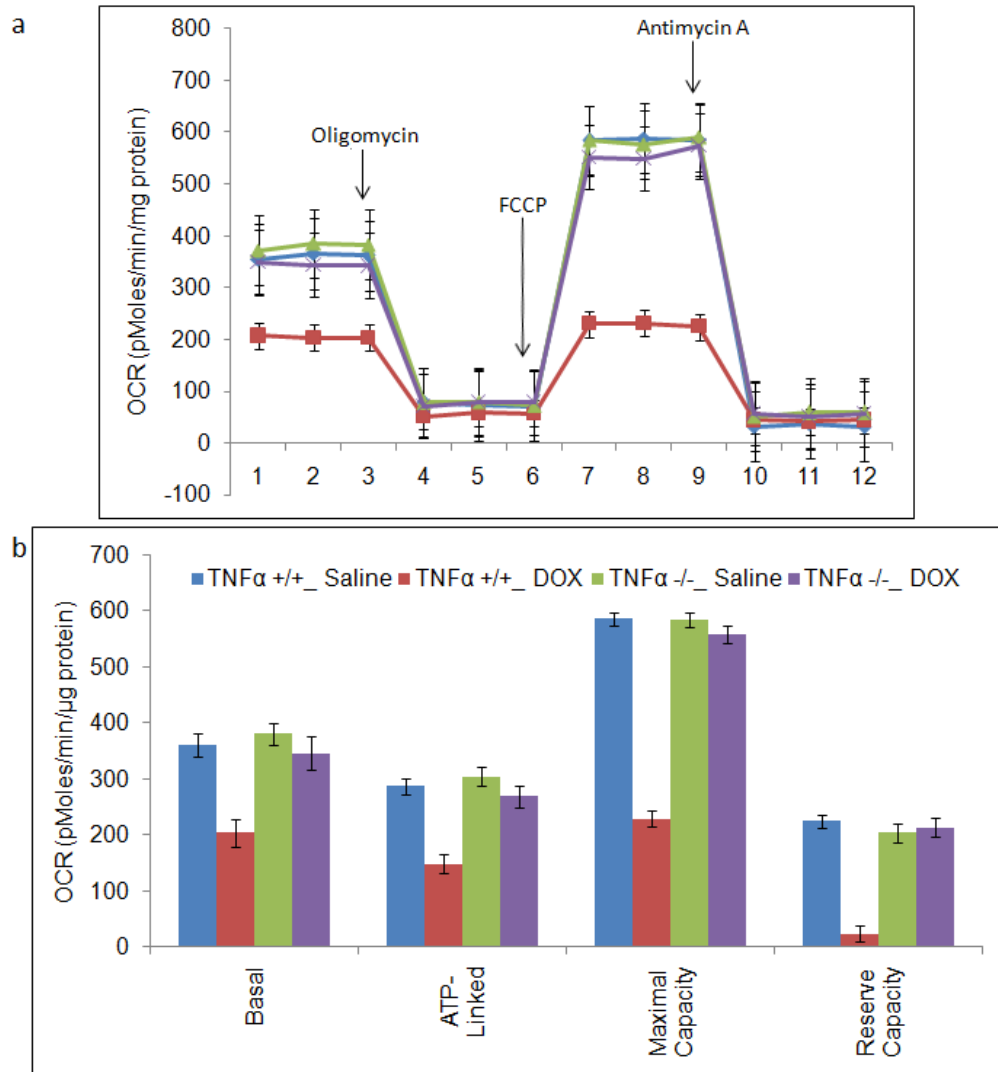 a
800
700
600
500
400
300
200
100
0
-100
OCR (pMoles/min/mg protein)
Oligomycin
FCCP
Antimycin A
1 2 3 4 5 6 7 8 9 10 11 12
b
700
600
500
400
300
200
100
0
OCR (pMoles/min/µg protein)
TNFα +/+_ Saline TNFα +/+_ DOX TNFα -/-_ Saline TNFα -/-_ DOX
Basal
ATP-
Linked
Maximal
Capacity
Reserve
Capacity